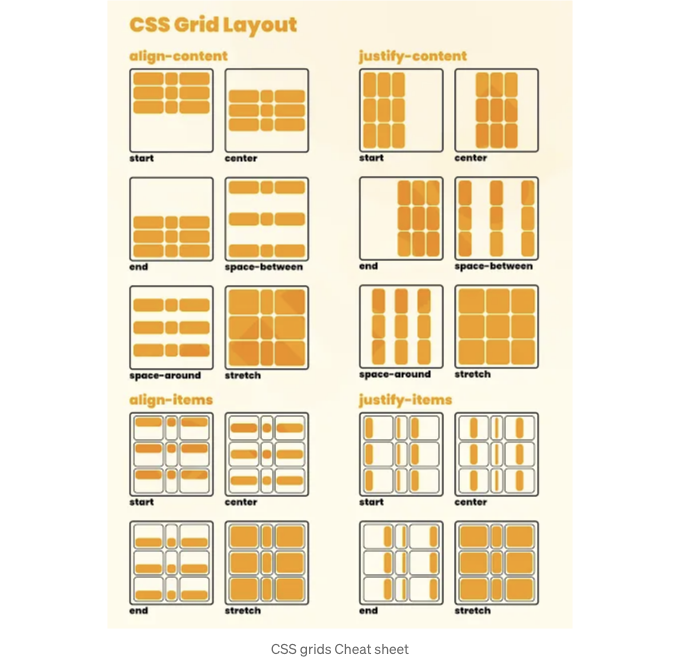 CSS Grid Layout
align-content
justify-content
start
center
start
center
end
space-between
end
space-between
space-around
stretch
space-around
stretch
align-items
justify-items
start
center
start
center
end
stretch
end
stretch
CSS grids Cheat sheet